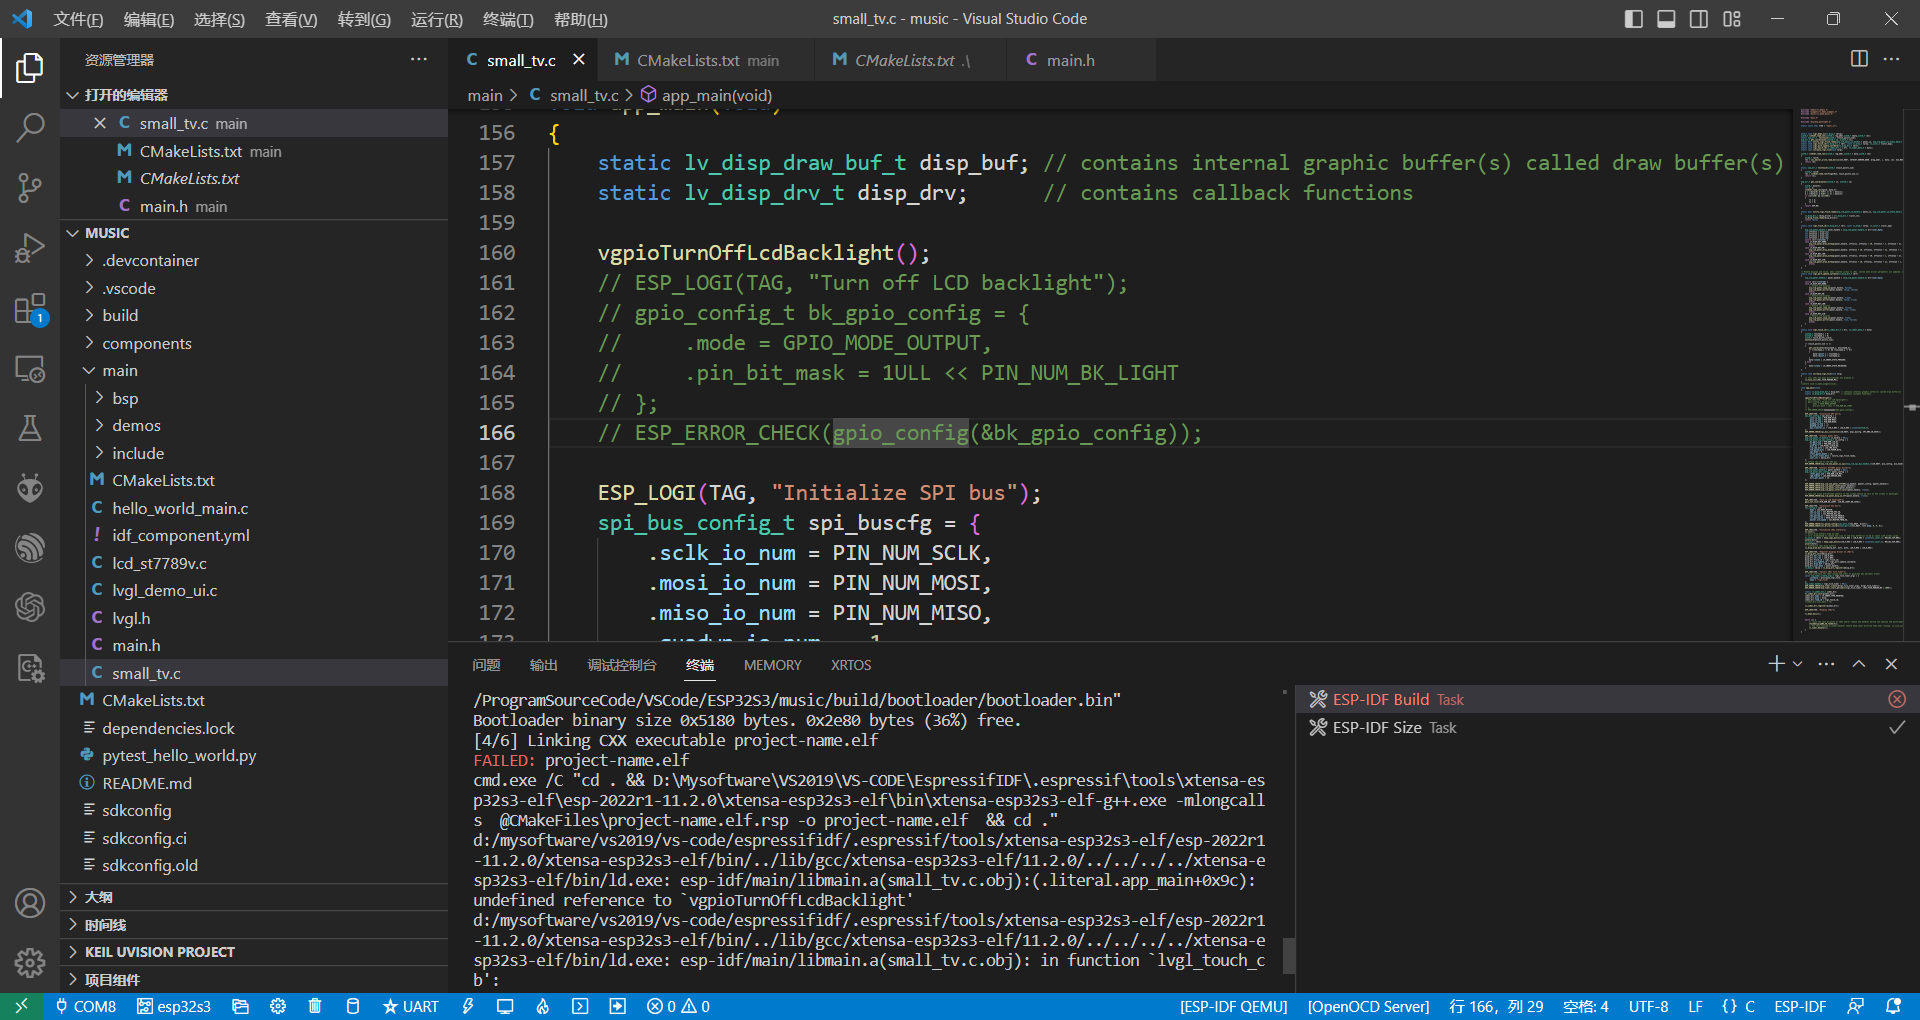 文件(F) 编辑(E) 选择(S) 查看(V) 转到(G) 运行(R) 终端(T) 帮助(H) small_tv.c - music - Visual Studio Code
资源管理器
打开的编辑器
small_tv.c main
CMakeLists.txt main
CMakeLists.txt
main.h main
MUSIC
.devcontainer
.vscode
build
components
main
bsp
demos
include
CMakeLists.txt
hello_world_main.c
idf_component.yml
lcd_st7789v.c
lvgl_demo_ui.c
lvgl.h
main.h
small_tv.c
CMakeLists.txt
dependencies.lock
pytest_hello_world.py
README.md
sdkconfig
sdkconfig.ci
sdkconfig.old
大纲
时间线
KEIL UVISION PROJECT
项目组件
1
small_tv.c CMakeLists.txt main CMakeLists.txt .\ main.h
main > C small_tv.c > app_main(void)
156 {
157 static lv_disp_draw_buf_t disp_buf; // contains internal graphic buffer(s) called draw buffer(s)
158 static lv_disp_drv_t disp_drv; // contains callback functions
159
160 vgpioTurnOffLcdBacklight();
161 // ESP_LOGI(TAG, "Turn off LCD backlight");
162 // gpio_config_t bk_gpio_config = {
163 // .mode = GPIO_MODE_OUTPUT,
164 // .pin_bit_mask = 1ULL << PIN_NUM_BK_LIGHT
165 // };
166 // ESP_ERROR_CHECK(gpio_config(&bk_gpio_config));
167
168 ESP_LOGI(TAG, "Initialize SPI bus");
169 spi_bus_config_t spi_buscfg = {
170 .sclk_io_num = PIN_NUM_SCLK,
171 .mosi_io_num = PIN_NUM_MOSI,
172 .miso_io_num = PIN_NUM_MISO,
问题 输出 调试控制台 终端 MEMORY XRTOS
/ProgramSourceCode/VSCode/ESP32S3/music/build/bootloader/bootloader.bin"
Bootloader binary size 0x5180 bytes. 0x2e80 bytes (36%) free.
[4/6] Linking CXX executable project-name.elf
FAILED: project-name.elf
cmd.exe /C "cd . && D:\Mysoftware\VS2019\VS-CODE\EspressifIDF\.espressif\tools\xtensa-es
p32s3-elf\esp-2022r1-11.2.0\xtensa-esp32s3-elf\bin\xtensa-esp32s3-elf-g++.exe -mlongcall
s @CMakeFiles\project-name.elf.rsp -o project-name.elf && cd ."
d:/mysoftware/vs2019/vs-code/espressifidf/.espressif/tools/xtensa-esp32s3-elf/esp-2022r1
-11.2.0/xtensa-esp32s3-elf/bin/../lib/gcc/xtensa-esp32s3-elf/11.2.0/../../../../xtensa-e
sp32s3-elf/bin/ld.exe: esp-idf/main/libmain.a(small_tv.c.obj):(.literal.app_main+0x9c):
undefined reference to `vgpioTurnOffLcdBacklight'
d:/mysoftware/vs2019/vs-code/espressifidf/.espressif/tools/xtensa-esp32s3-elf/esp-2022r1
-11.2.0/xtensa-esp32s3-elf/bin/../lib/gcc/xtensa-esp32s3-elf/11.2.0/../../../../xtensa-e
sp32s3-elf/bin/ld.exe: esp-idf/main/libmain.a(small_tv.c.obj): in function `lvgl_touch_c
b':
ESP-IDF Build Task
ESP-IDF Size Task
COM8 esp32s3 UART 0 0 [ESP-IDF QEMU] [OpenOCD Server] 行 166, 列 29 空格: 4 UTF-8 LF {} C ESP-IDF